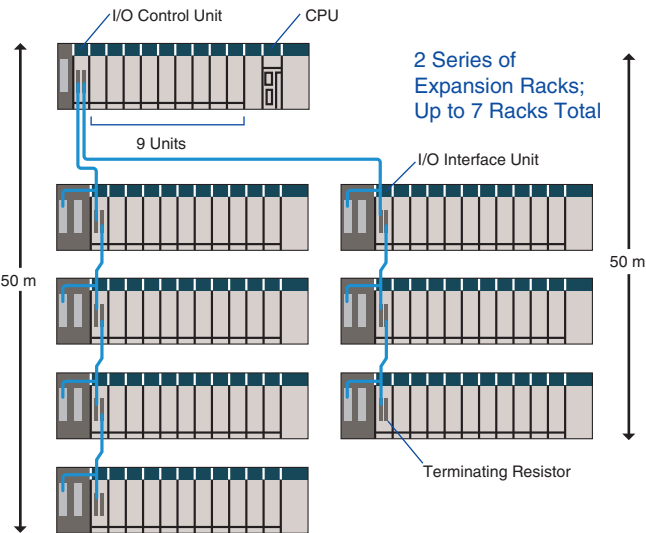 I/O Control Unit
CPU
2 Series of
Expansion Racks;
Up to 7 Racks Total
9 Units
I/O Interface Unit
50 m
50 m
Terminating Resistor